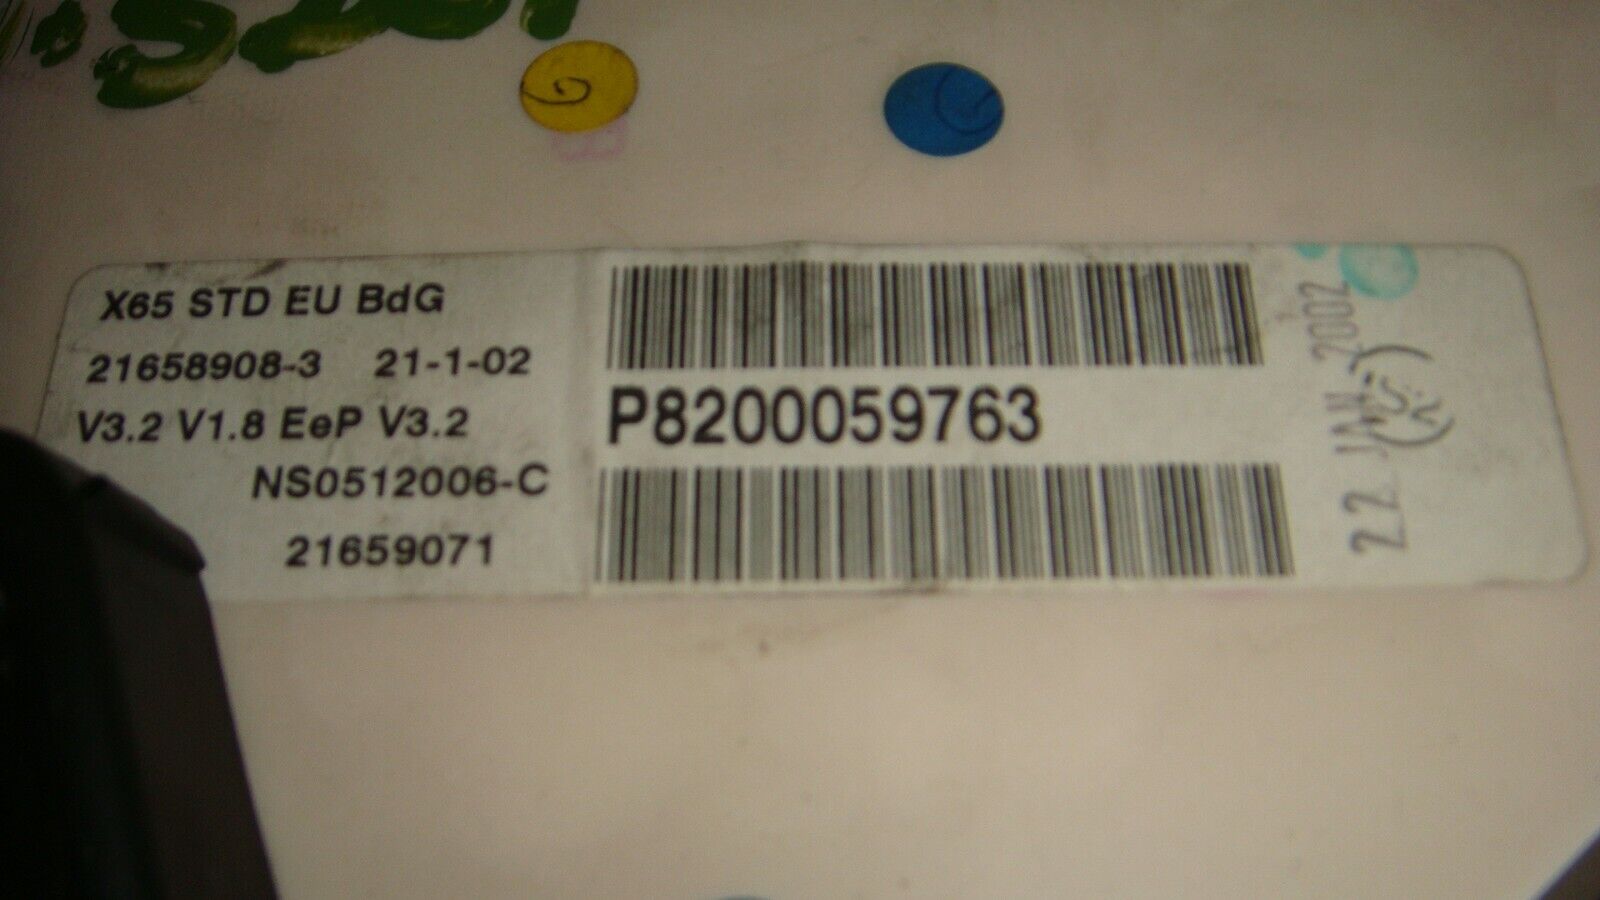 X65 STD EU BdG
21658908-3 21-1-02
V3.2 V1.8 EeP V3.2
NS0512006-C
21659071
P8200059763
22 JAN 2002